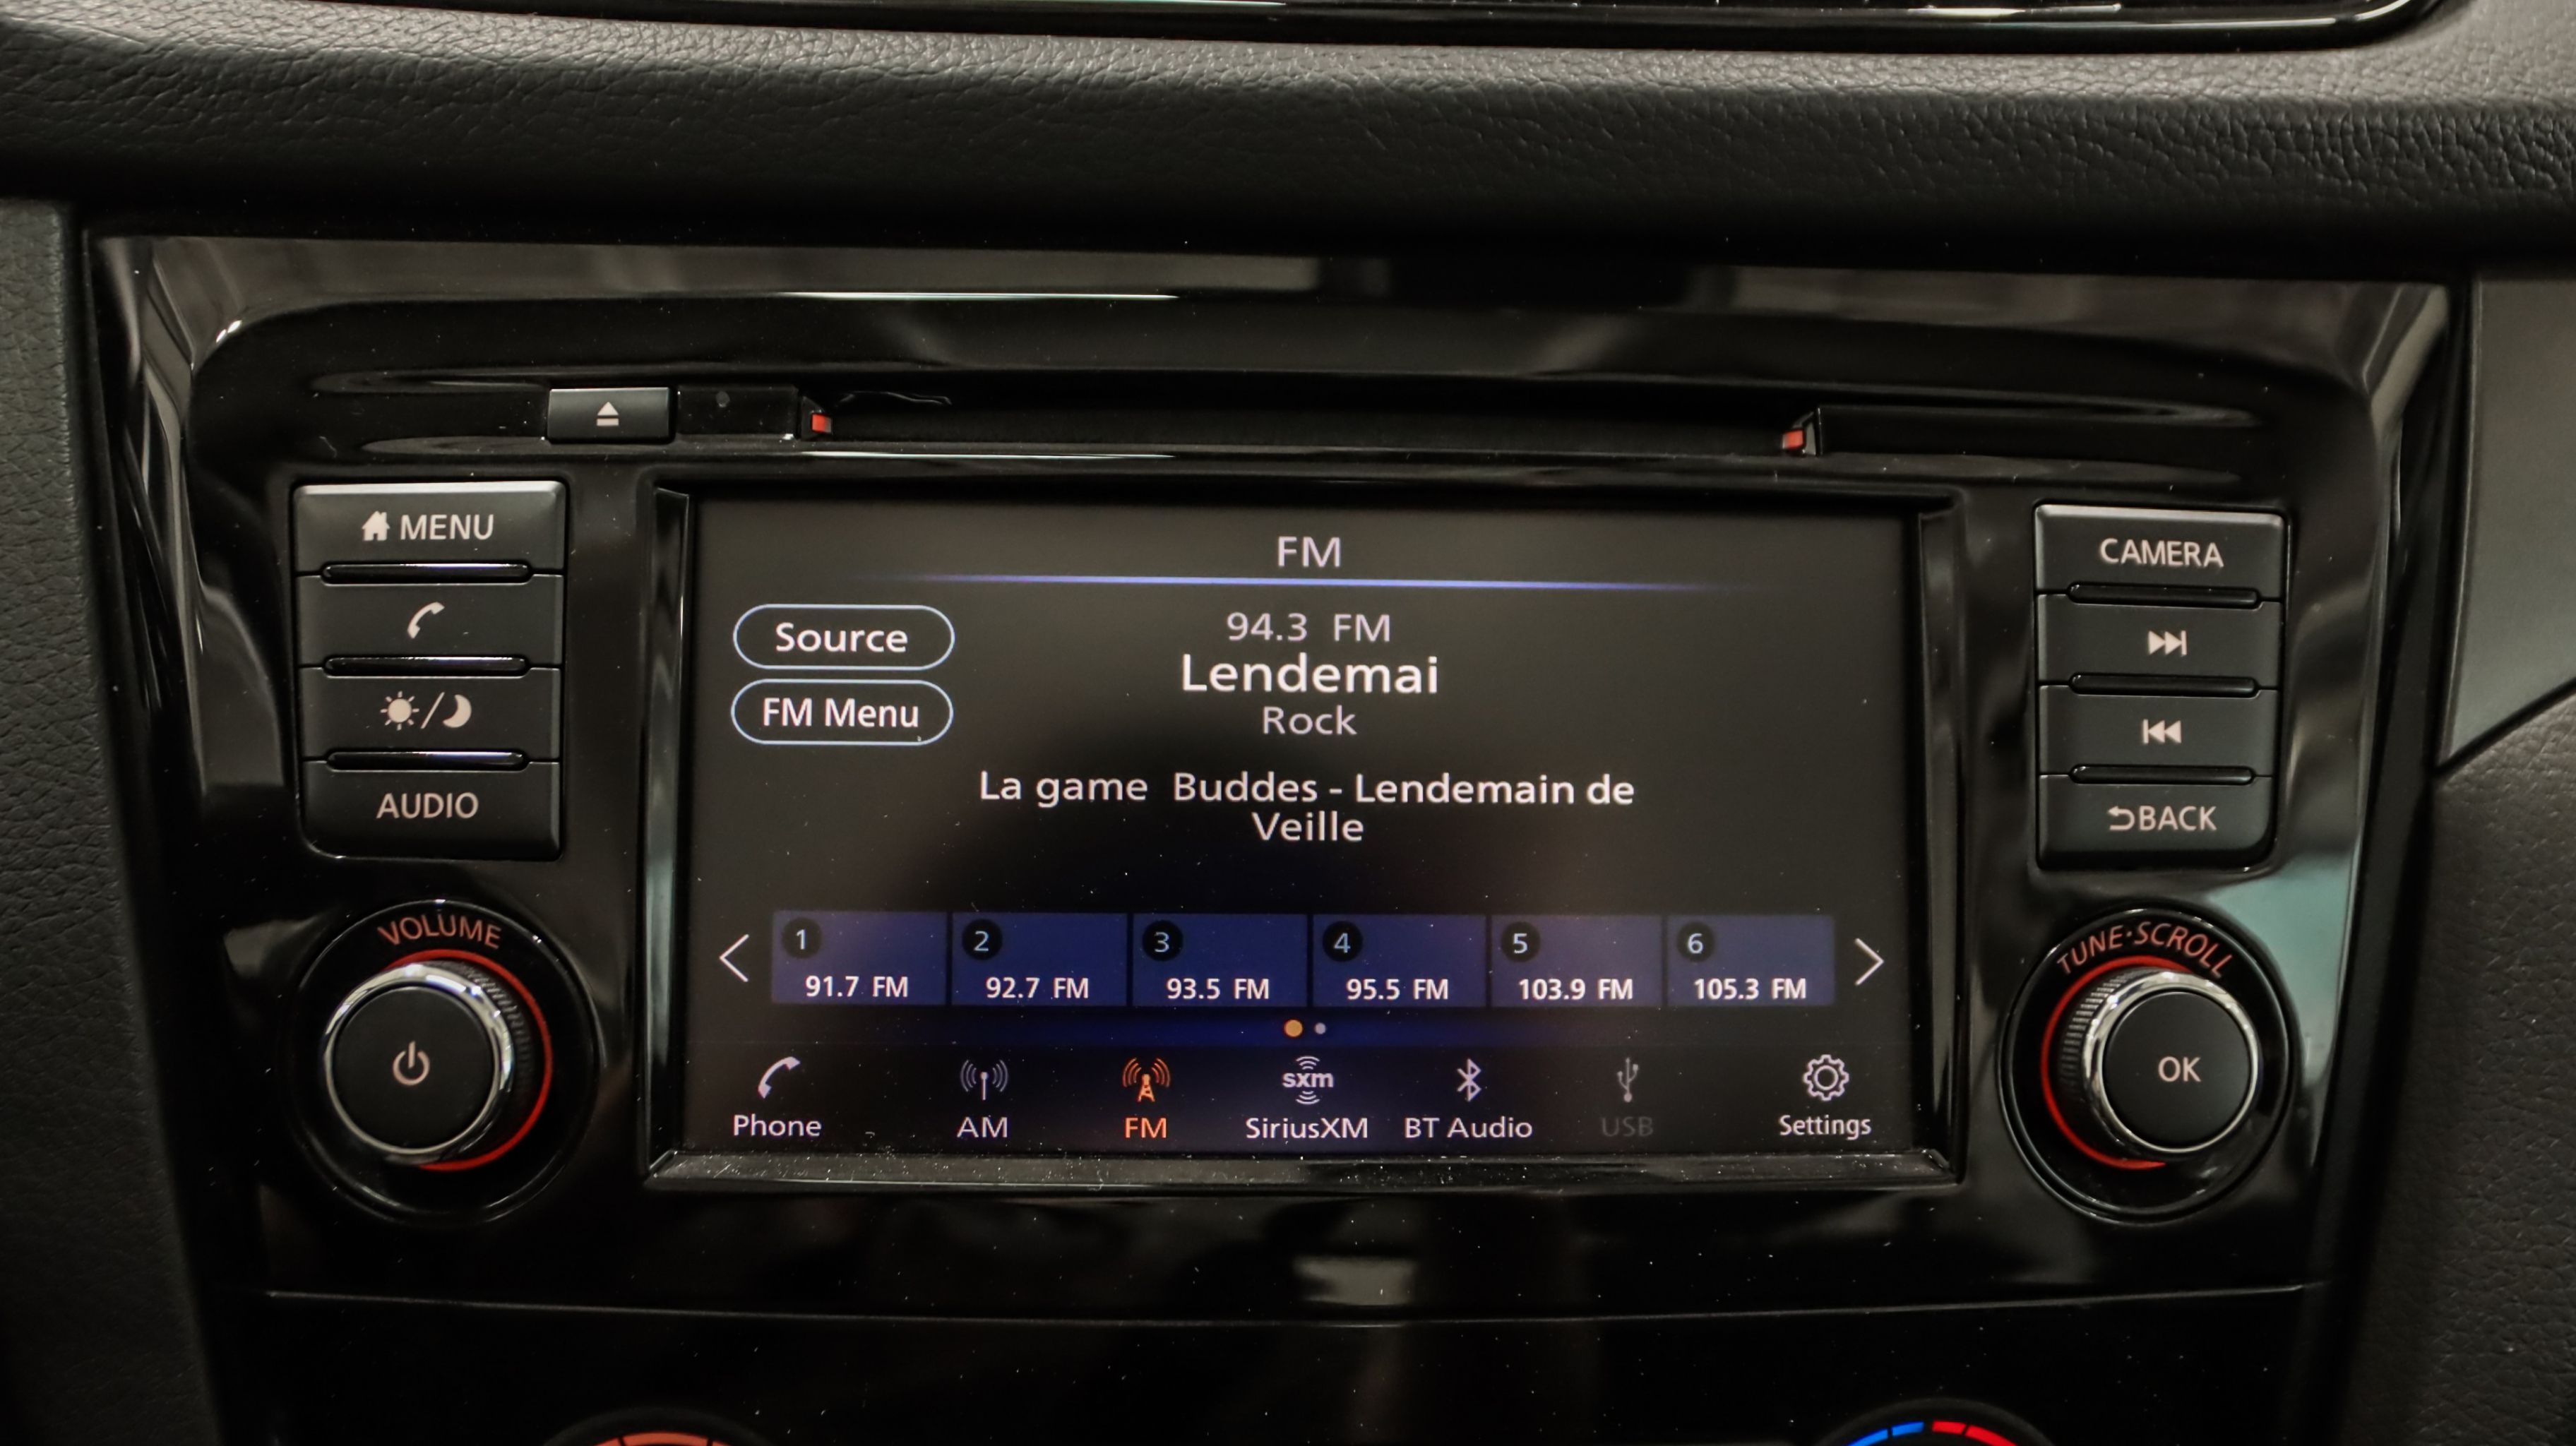 MENU
AUDIO
VOLUME
FM
Source
FM Menu
94.3 FM
Lendemai
Rock
La game Buddes - Lendemain de
Veille
1
91.7 FM
2
92.7 FM
3
93.5 FM
4
95.5 FM
5
103.9 FM
6
105.3 FM
Phone
AM
FM
sxm
SiriusXM
BT Audio
USB
Settings
CAMERA
BACK
TUNE·SCROLL
OK